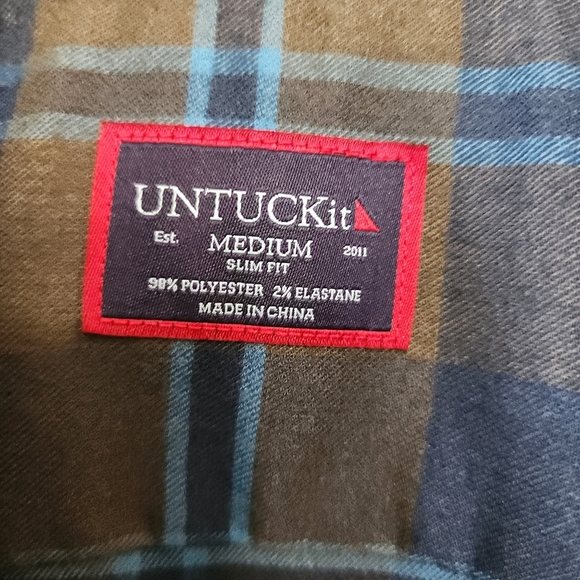 UNTUCKit
Est. MEDIUM 2011
SLIM FIT
98% POLYESTER 2% ELASTANE
MADE IN CHINA